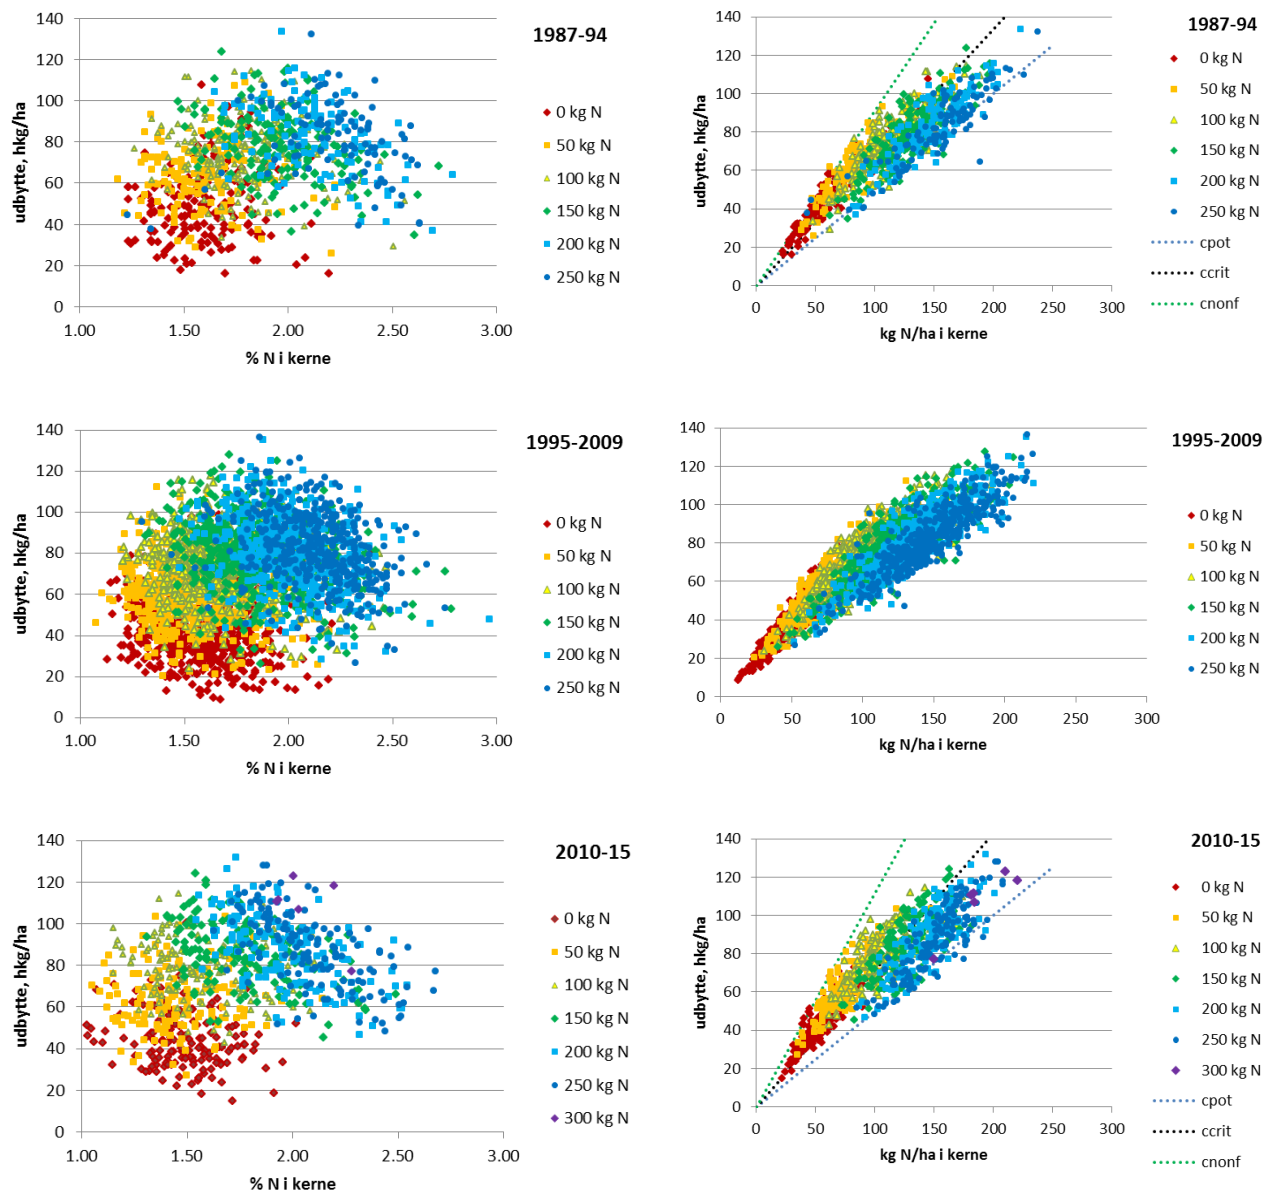 1987-94
udbytte, hkg/ha
140
120
100
80
60
40
20
0
1.00 1.50 2.00 2.50 3.00
% N i kerne
0 kg N
50 kg N
100 kg N
150 kg N
200 kg N
250 kg N
1987-94
udbytte, hkg/ha
140
120
100
80
60
40
20
0
0 50 100 150 200 250 300
kg N/ha i kerne
0 kg N
50 kg N
100 kg N
150 kg N
200 kg N
250 kg N
cpot
ccrit
cnonf
1995-2009
udbytte, hkg/ha
140
120
100
80
60
40
20
0
1.00 1.50 2.00 2.50 3.00
% N i kerne
0 kg N
50 kg N
100 kg N
150 kg N
200 kg N
250 kg N
1995-2009
udbytte, hkg/ha
140
120
100
80
60
40
20
0
0 50 100 150 200 250 300
kg N/ha i kerne
0 kg N
50 kg N
100 kg N
150 kg N
200 kg N
250 kg N
2010-15
udbytte, hkg/ha
140
120
100
80
60
40
20
0
1.00 1.50 2.00 2.50 3.00
% N i kerne
0 kg N
50 kg N
100 kg N
150 kg N
200 kg N
250 kg N
300 kg N
2010-15
udbytte, hkg/ha
140
120
100
80
60
40
20
0
0 50 100 150 200 250 300
kg N/ha i kerne
0 kg N
50 kg N
100 kg N
150 kg N
200 kg N
250 kg N
300 kg N
cpot
ccrit
cnonf